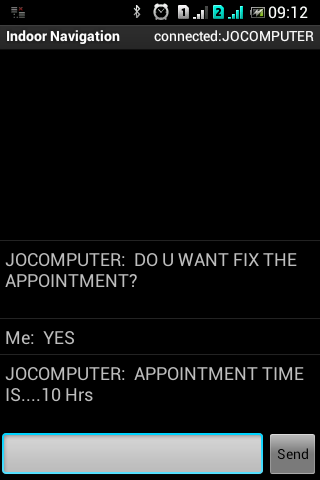 1 2 09:12
Indoor Navigation connected:JOCOMPUTER
JOCOMPUTER:  DO U WANT FIX THE
APPOINTMENT?
Me:  YES
JOCOMPUTER:  APPOINTMENT TIME
IS....10 Hrs
Send